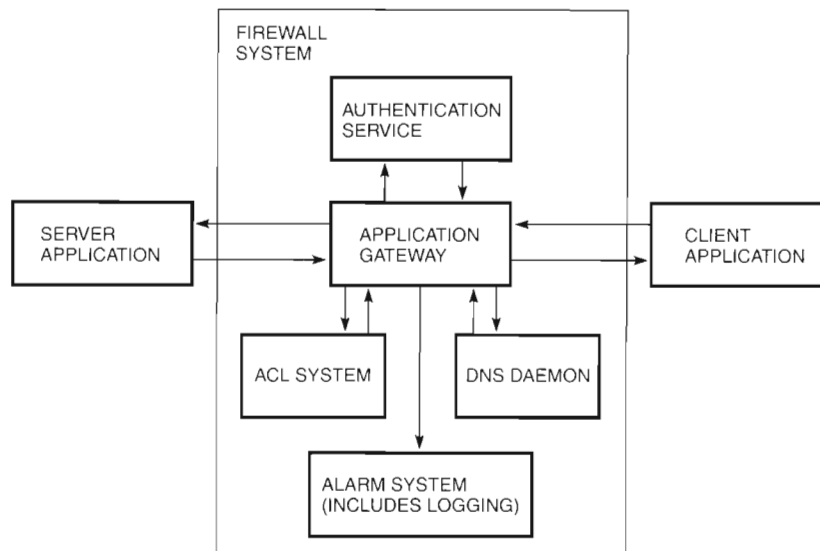 FIREWALL
SYSTEM
AUTHENTICATION
SERVICE
SERVER
APPLICATION
APPLICATION
GATEWAY
CLIENT
APPLICATION
ACL SYSTEM
DNS DAEMON
ALARM SYSTEM
(INCLUDES LOGGING)